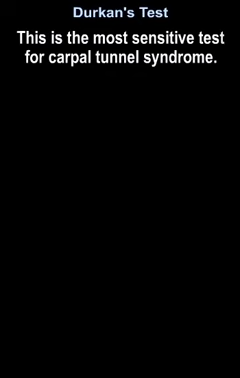 Durkan's Test
This is the most sensitive test
for carpal tunnel syndrome.